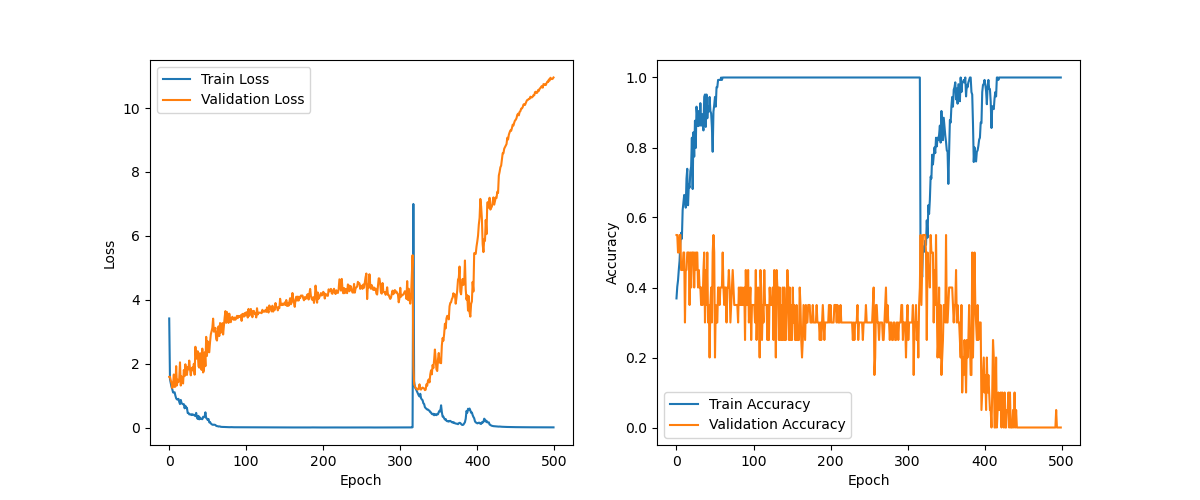 Train Loss
Validation Loss
10
8
6
4
2
0
Loss
0 100 200 300 400 500
Epoch
1.0
0.8
0.6
0.4
0.2
0.0
Accuracy
Train Accuracy
Validation Accuracy
0 100 200 300 400 500
Epoch